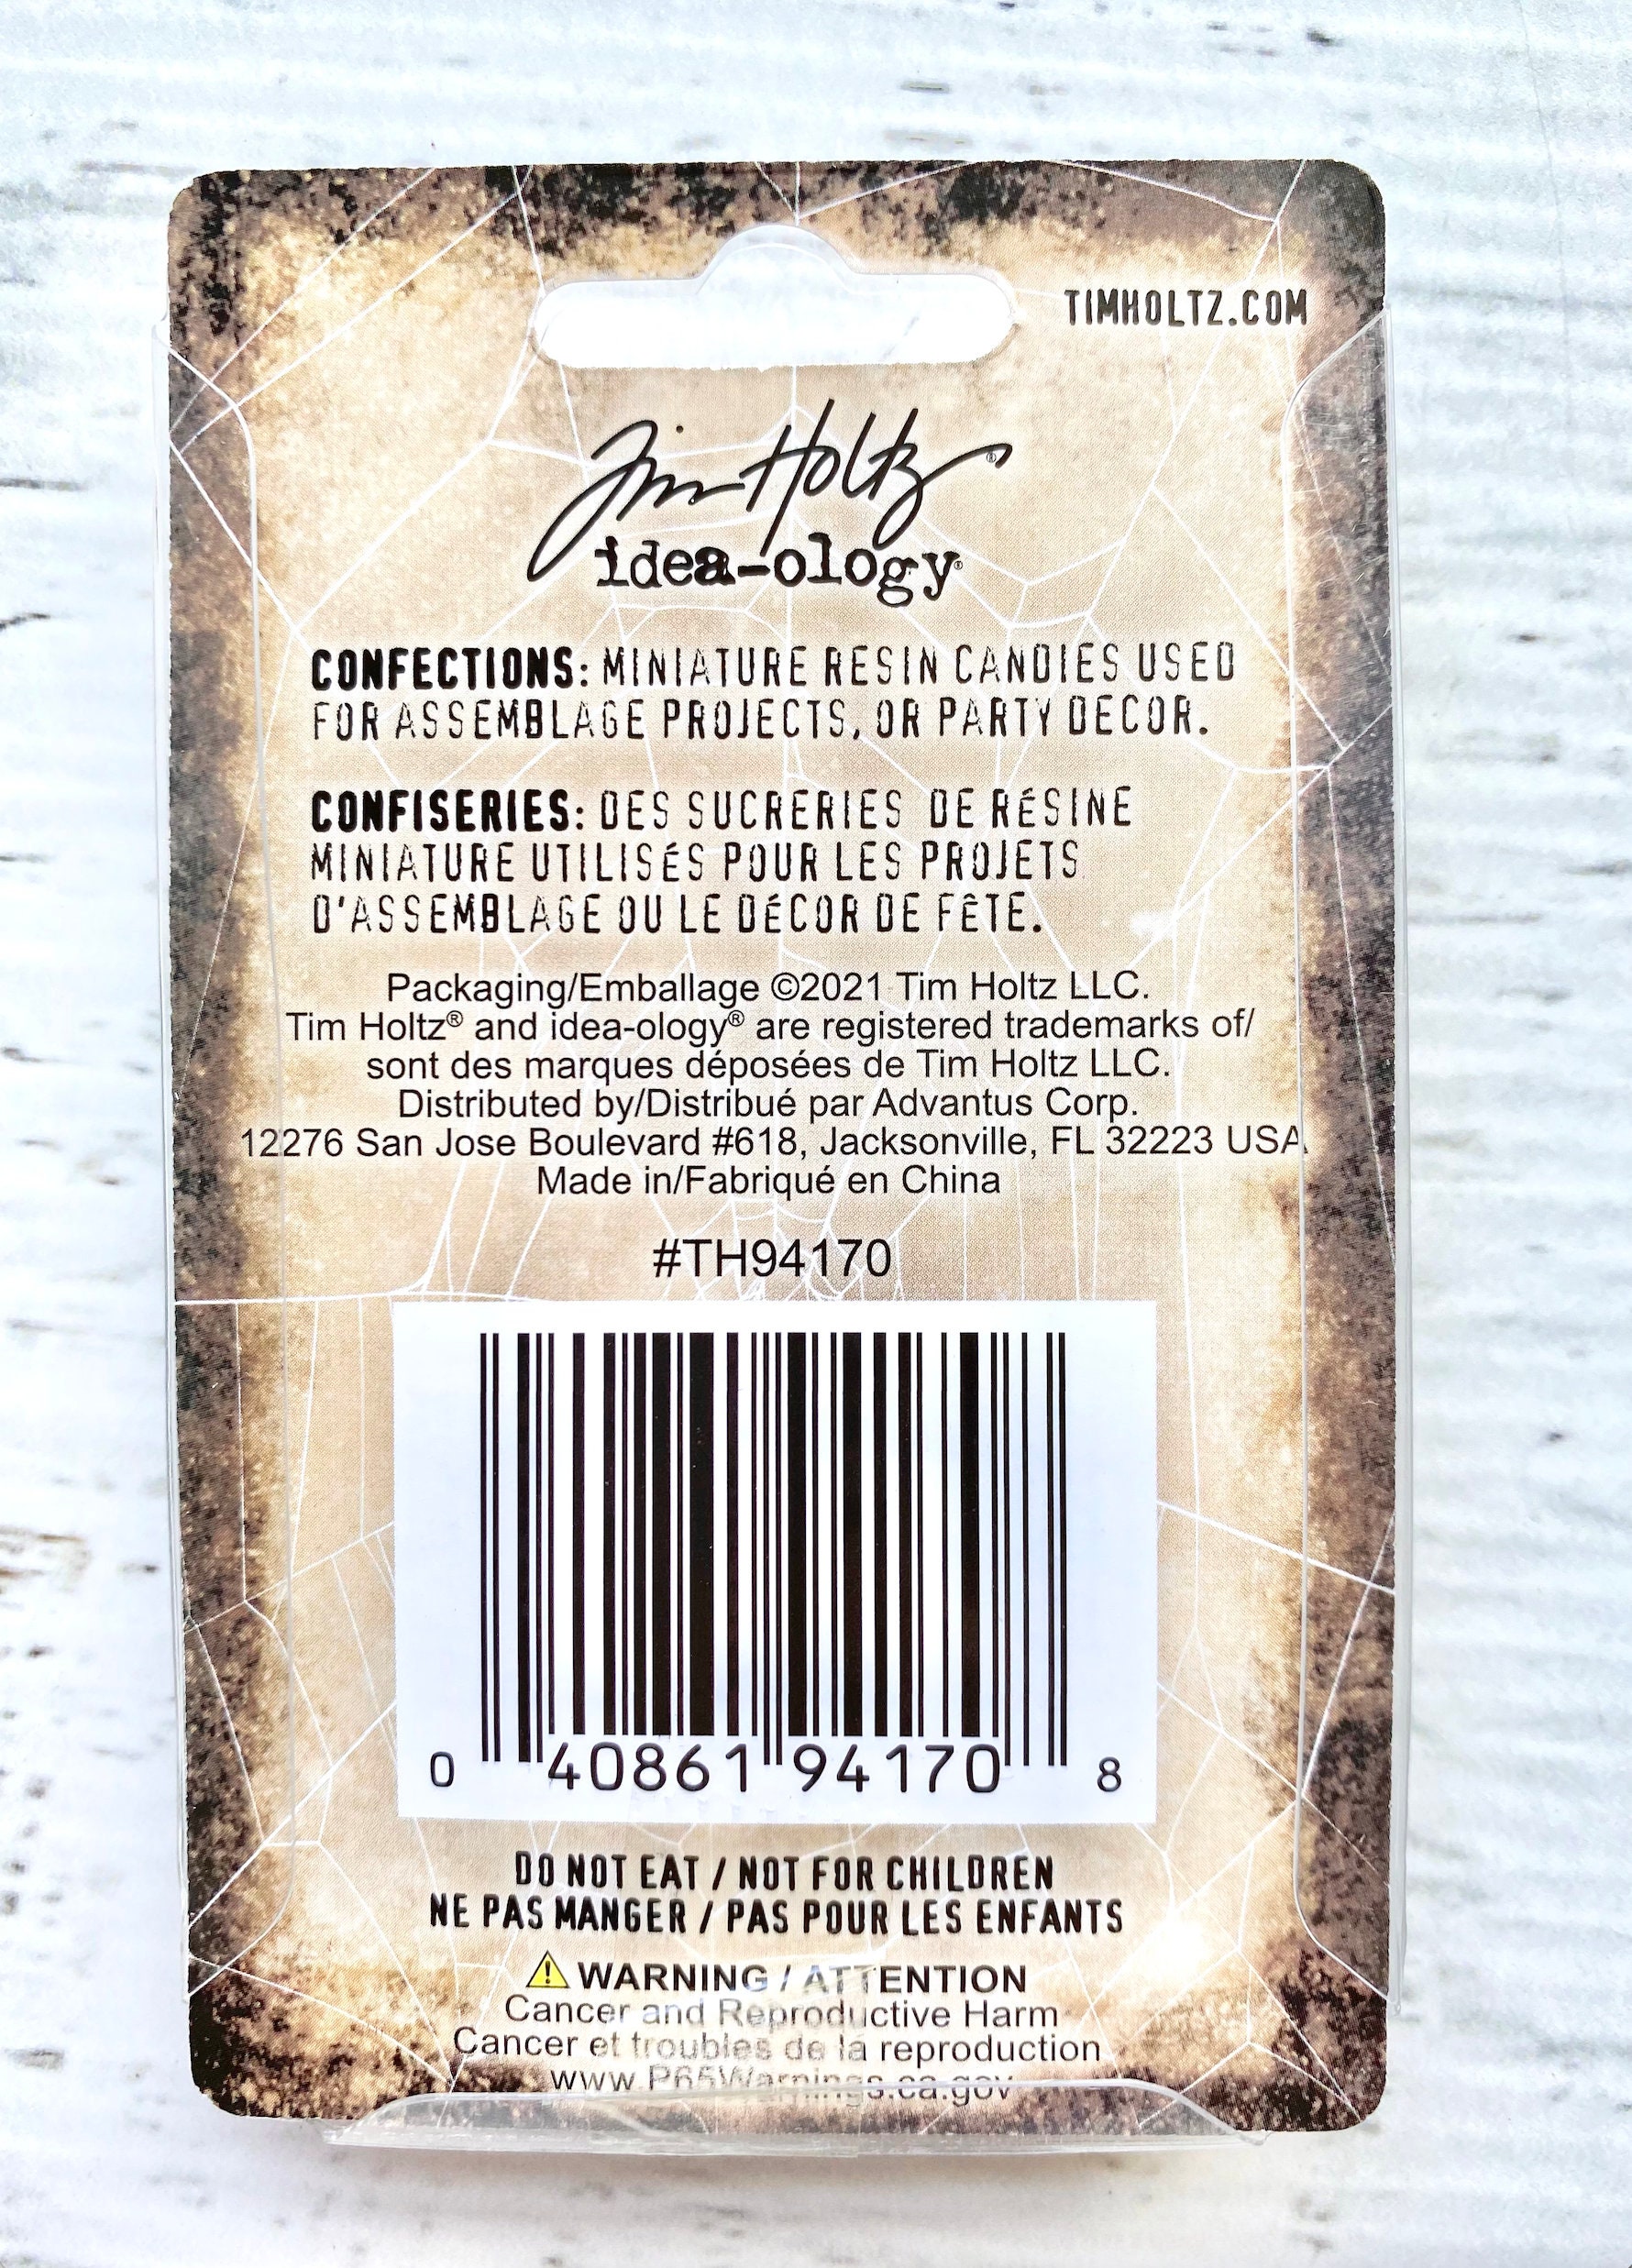 TIMHOLTZ.COM
Tim Holtz®
idea-ology®
CONFECTIONS: MINIATURE RESIN CANDIES USED
FOR ASSEMBLAGE PROJECTS, OR PARTY DECOR.
CONFISERIES: DES SUCRERIES DE RÉSINE
MINIATURE UTILISÉS POUR LES PROJETS
D'ASSEMBLAGE OU LE DÉCOR DE FÊTE.
Packaging/Emballage ©2021 Tim Holtz LLC.
Tim Holtz® and idea-ology® are registered trademarks of/
sont des marques déposées de Tim Holtz LLC.
Distributed by/Distribué par Advantus Corp.
12276 San Jose Boulevard #618, Jacksonville, FL 32223 USA
Made in/Fabriqué en China
#TH94170
0 40861 94170 8
DO NOT EAT / NOT FOR CHILDREN
NE PAS MANGER / PAS POUR LES ENFANTS
WARNING / ATTENTION
Cancer and Reproductive Harm
Cancer et troubles de la reproduction
www.P65Warnings.ca.gov